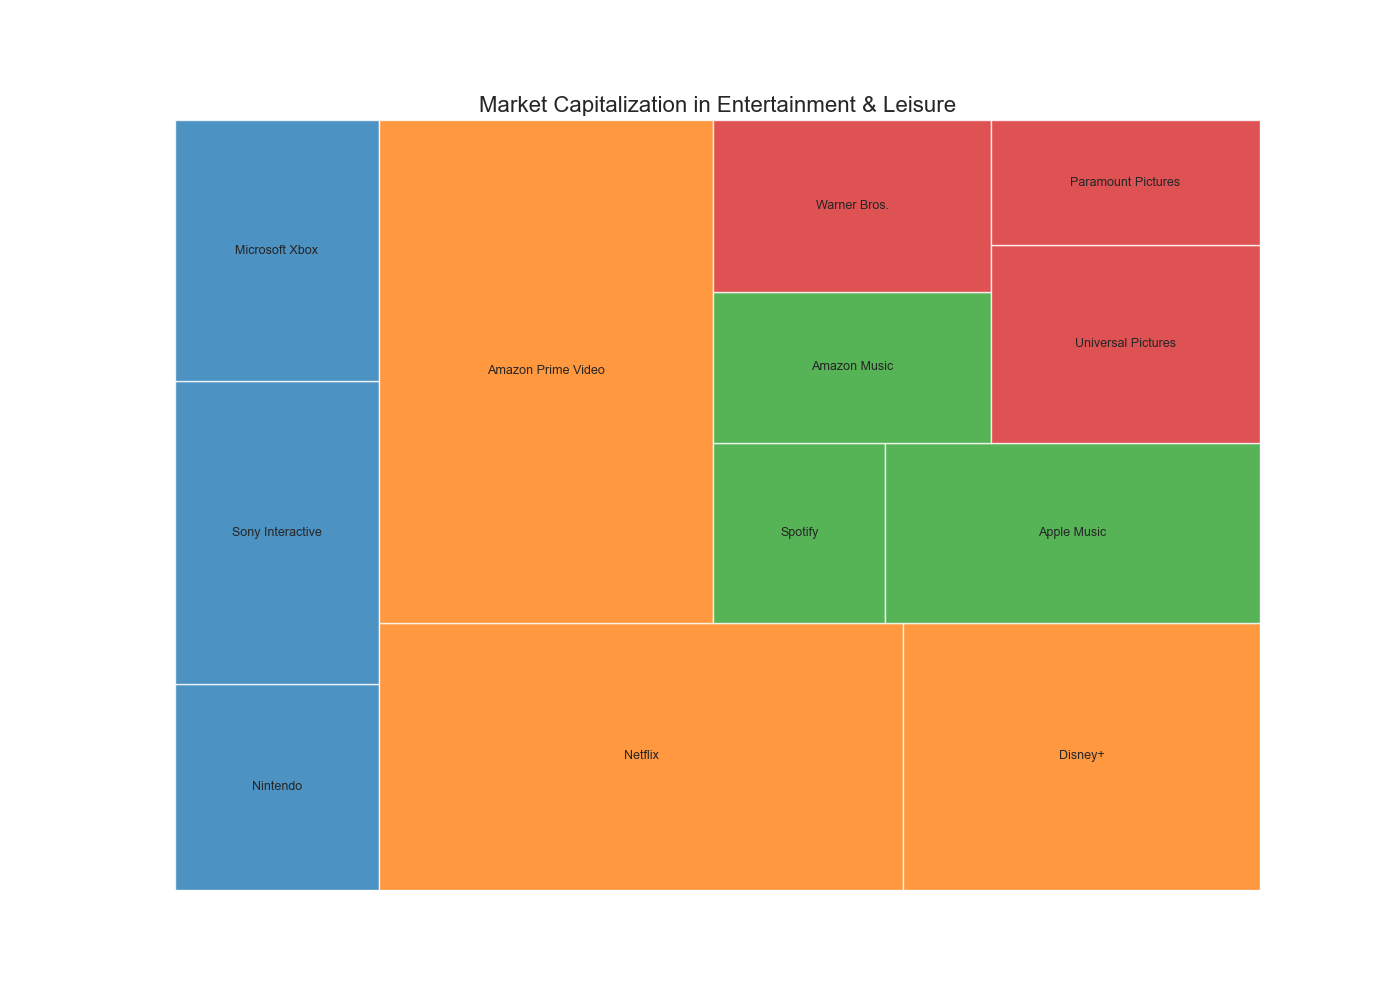 Market Capitalization in Entertainment & Leisure
Paramount Pictures
Warner Bros.
Microsoft Xbox
Universal Pictures
Amazon Music
Amazon Prime Video
Sony Interactive
Spotify
Apple Music
Netflix
Disney+
Nintendo